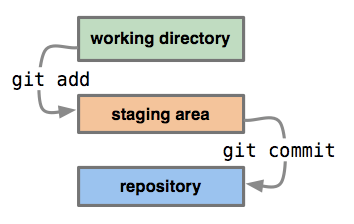 working directory
git add
staging area
git commit
repository